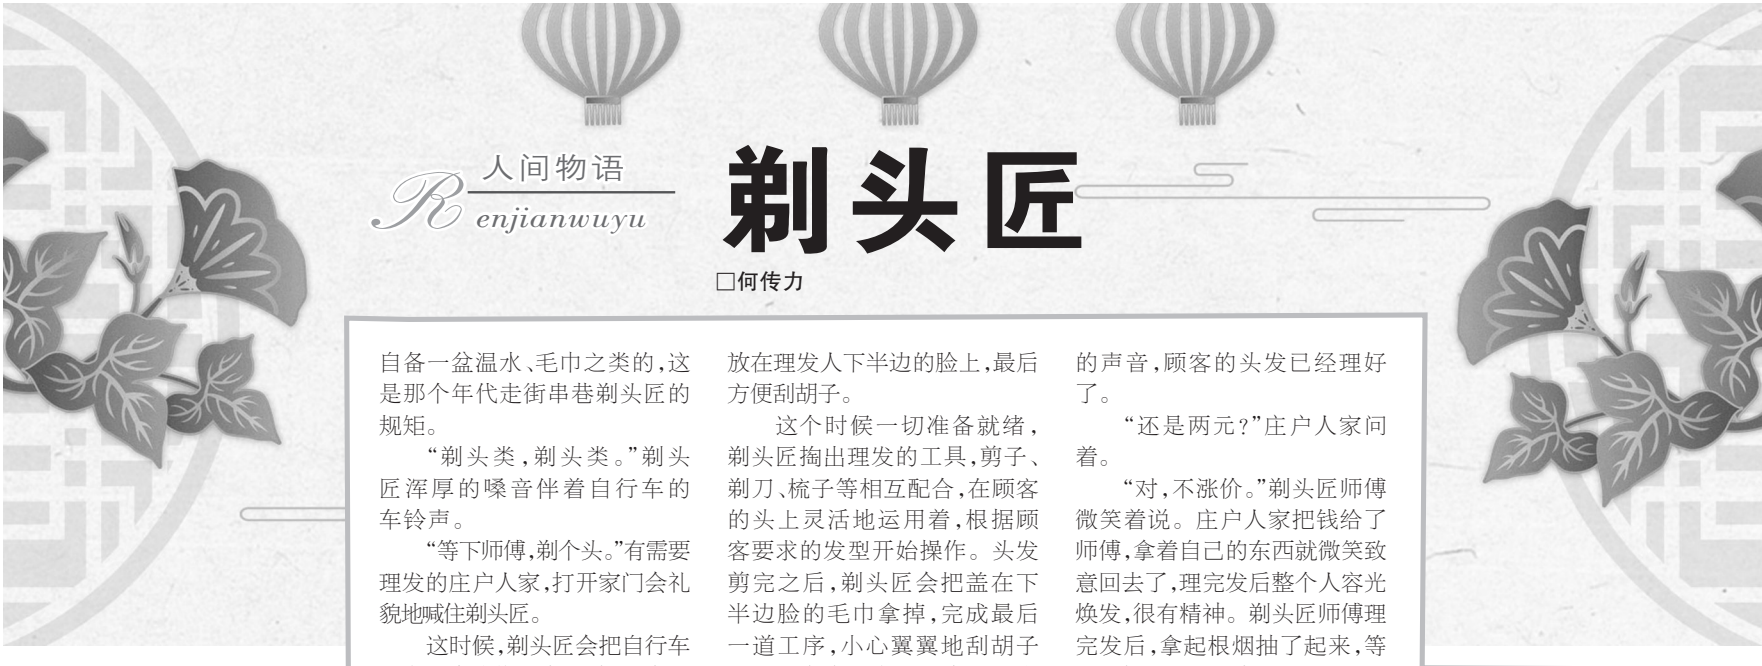 人间物语
Renjianwuyu
剃头匠
□何传力
自备一盆温水、毛巾之类的，这
是那个年代走街串巷剃头匠的
规矩。
“剃头类，剃头类。”剃头
匠浑厚的嗓音伴着自行车的
车铃声。
“等下师傅，剃个头。”有需要
理发的庄户人家，打开家门会礼
貌地喊住剃头匠。
这时候，剃头匠会把自行车
放在理发人下半边的脸上，最后
方便刮胡子。
这个时候一切准备就绪，
剃头匠掏出理发的工具，剪子、
剃刀、梳子等相互配合，在顾客
的头上灵活地运用着，根据顾
客要求的发型开始操作。头发
剪完之后，剃头匠会把盖在下
半边脸的毛巾拿掉，完成最后
一道工序，小心翼翼地刮胡子
的声音，顾客的头发已经理好
了。
“还是两元?”庄户人家问
着。
“对，不涨价。”剃头匠师傅
微笑着说。庄户人家把钱给了
师傅，拿着自己的东西就微笑致
意回去了，理完发后整个人容光
焕发，很有精神。剃头匠师傅理
完发后，拿起根烟抽了起来，等